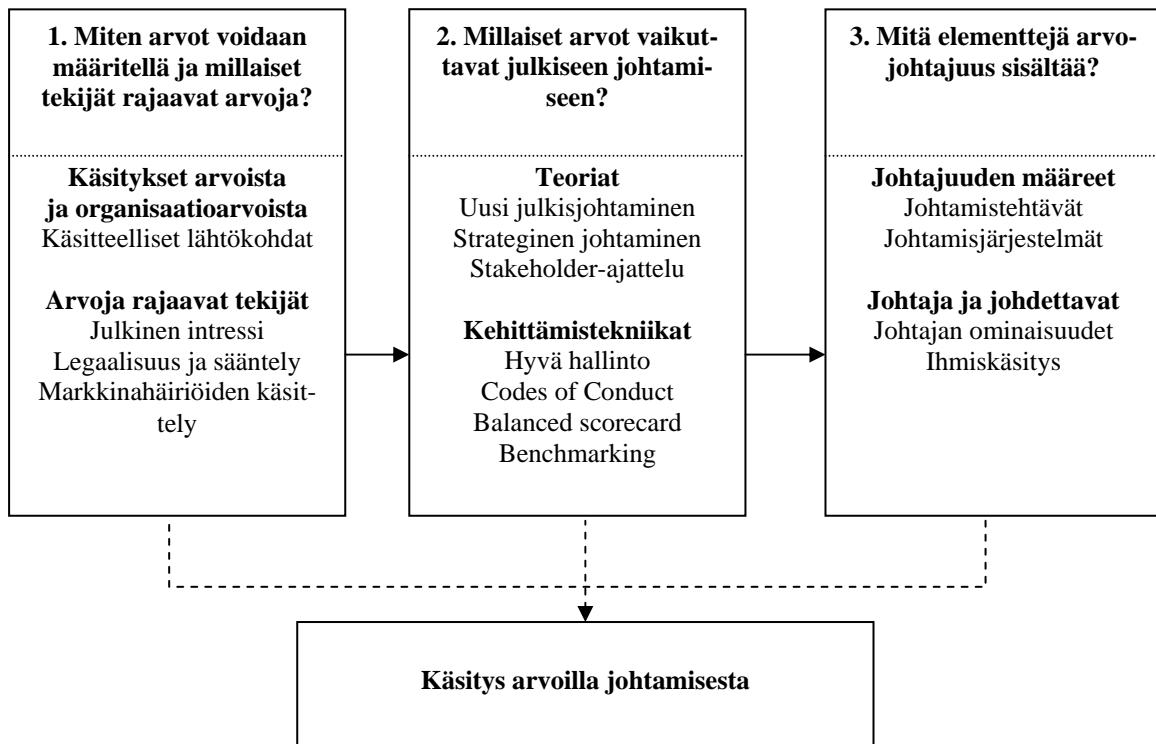 1. Miten arvot voidaan
määritellä ja millaiset
tekijät rajaavat arvoja?
Käsitykset arvoista
ja organisaatioarvoista
Käsitteelliset lähtökohdat
Arvoja rajaavat tekijät
Julkinen intressi
Legaalisuus ja sääntely
Markkinahäiriöiden käsit-
tely
2. Millaiset arvot vaikut-
tavat julkiseen johtami-
seen?
Teoriat
Uusi julkisjohtaminen
Strateginen johtaminen
Stakeholder-ajattelu
Kehittämistekniikat
Hyvä hallinto
Codes of Conduct
Balanced scorecard
Benchmarking
3. Mitä elementtejä arvo-
johtajuus sisältää?
Johtajuuden määreet
Johtamistehtävät
Johtamisjärjestelmät
Johtaja ja johdettavat
Johtajan ominaisuudet
Ihmiskäsitys
Käsitys arvoilla johtamisesta